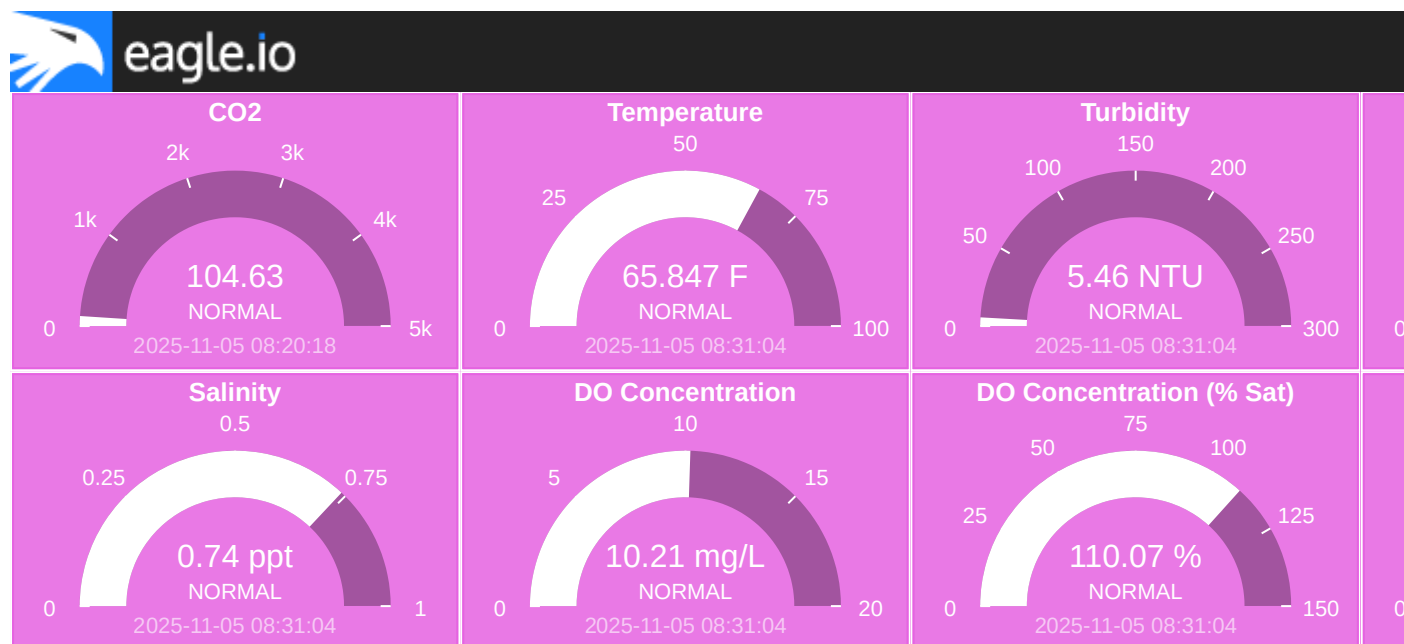 eagle.io
CO2
2k
3k
1k
4k
0
5k
104.63
NORMAL
2025-11-05 08:20:18
Temperature
50
25
75
0
100
65.847 F
NORMAL
2025-11-05 08:31:04
Turbidity
150
100
200
50
250
0
300
5.46 NTU
NORMAL
2025-11-05 08:31:04
Salinity
0.5
0.25
0.75
0
1
0.74 ppt
NORMAL
2025-11-05 08:31:04
DO Concentration
10
5
15
0
20
10.21 mg/L
NORMAL
2025-11-05 08:31:04
DO Concentration (% Sat)
75
50
100
25
125
0
150
110.07 %
NORMAL
2025-11-05 08:31:04